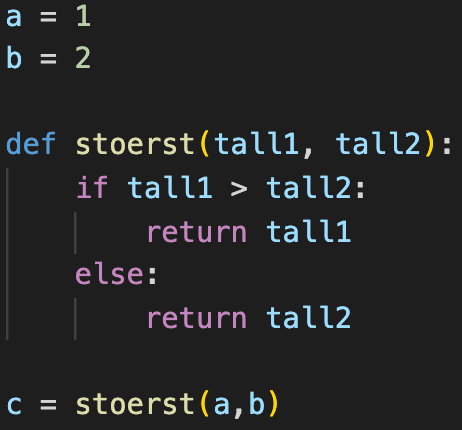 a = 1
b = 2
def stoerst(tall1, tall2):
    if tall1 > tall2:
        return tall1
    else:
        return tall2
c = stoerst(a,b)